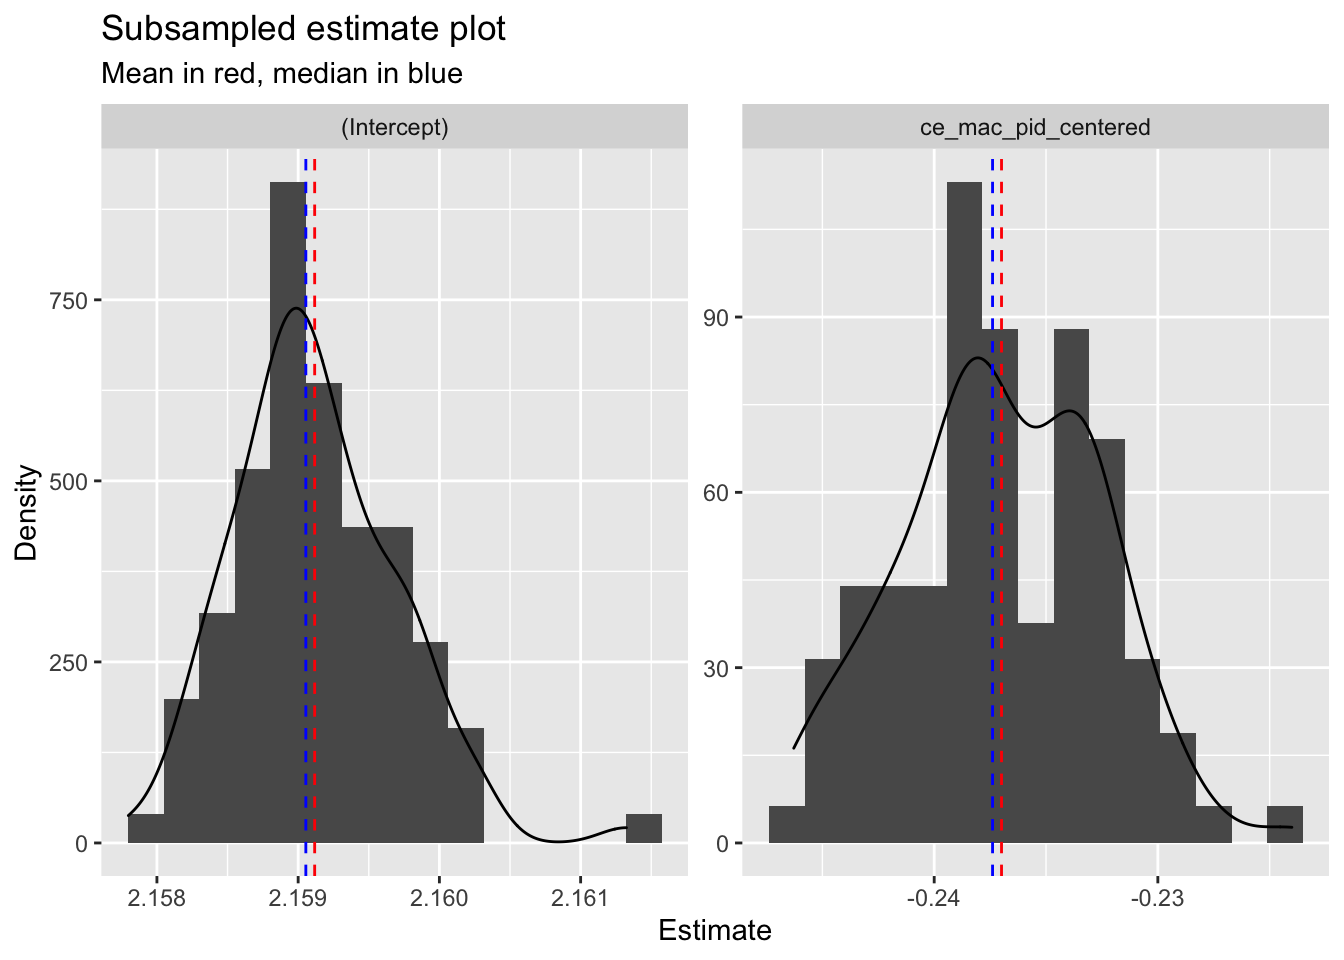 Subsampled estimate plot
Mean in red, median in blue
(Intercept)
ce_mac_pid_centered
Density
750
500
250
0
90
60
30
0
2.158
2.159
2.160
2.161
-0.24
-0.23
Estimate